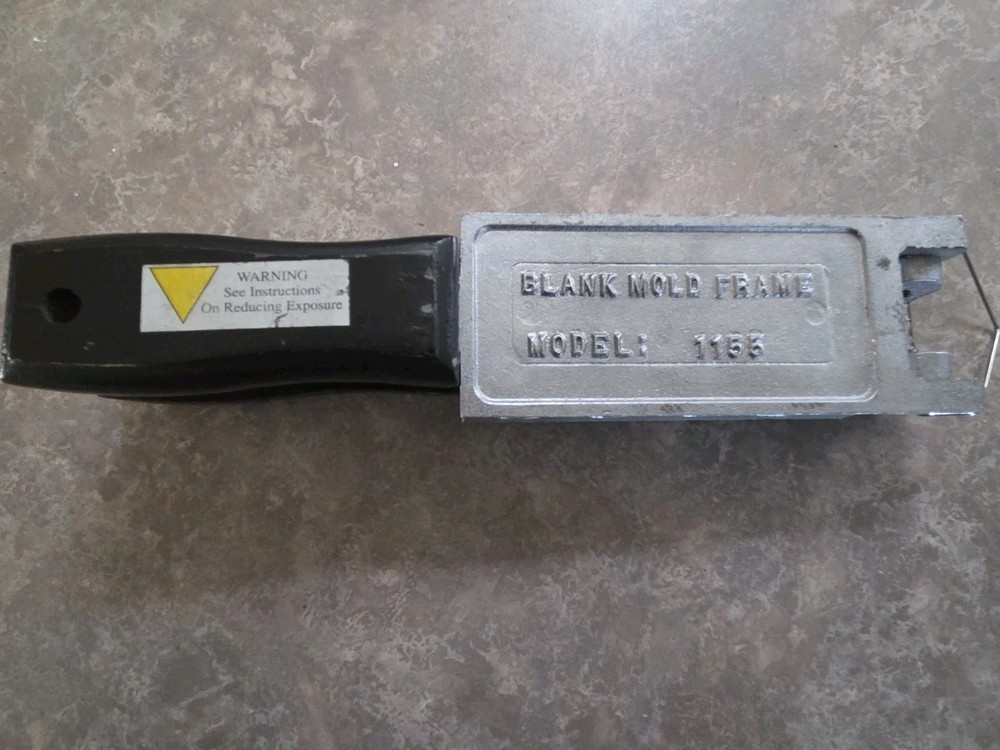 WARNING
See Instructions
On Reducing Exposure
BLANK MOLD FRAME
MODEL: 1155